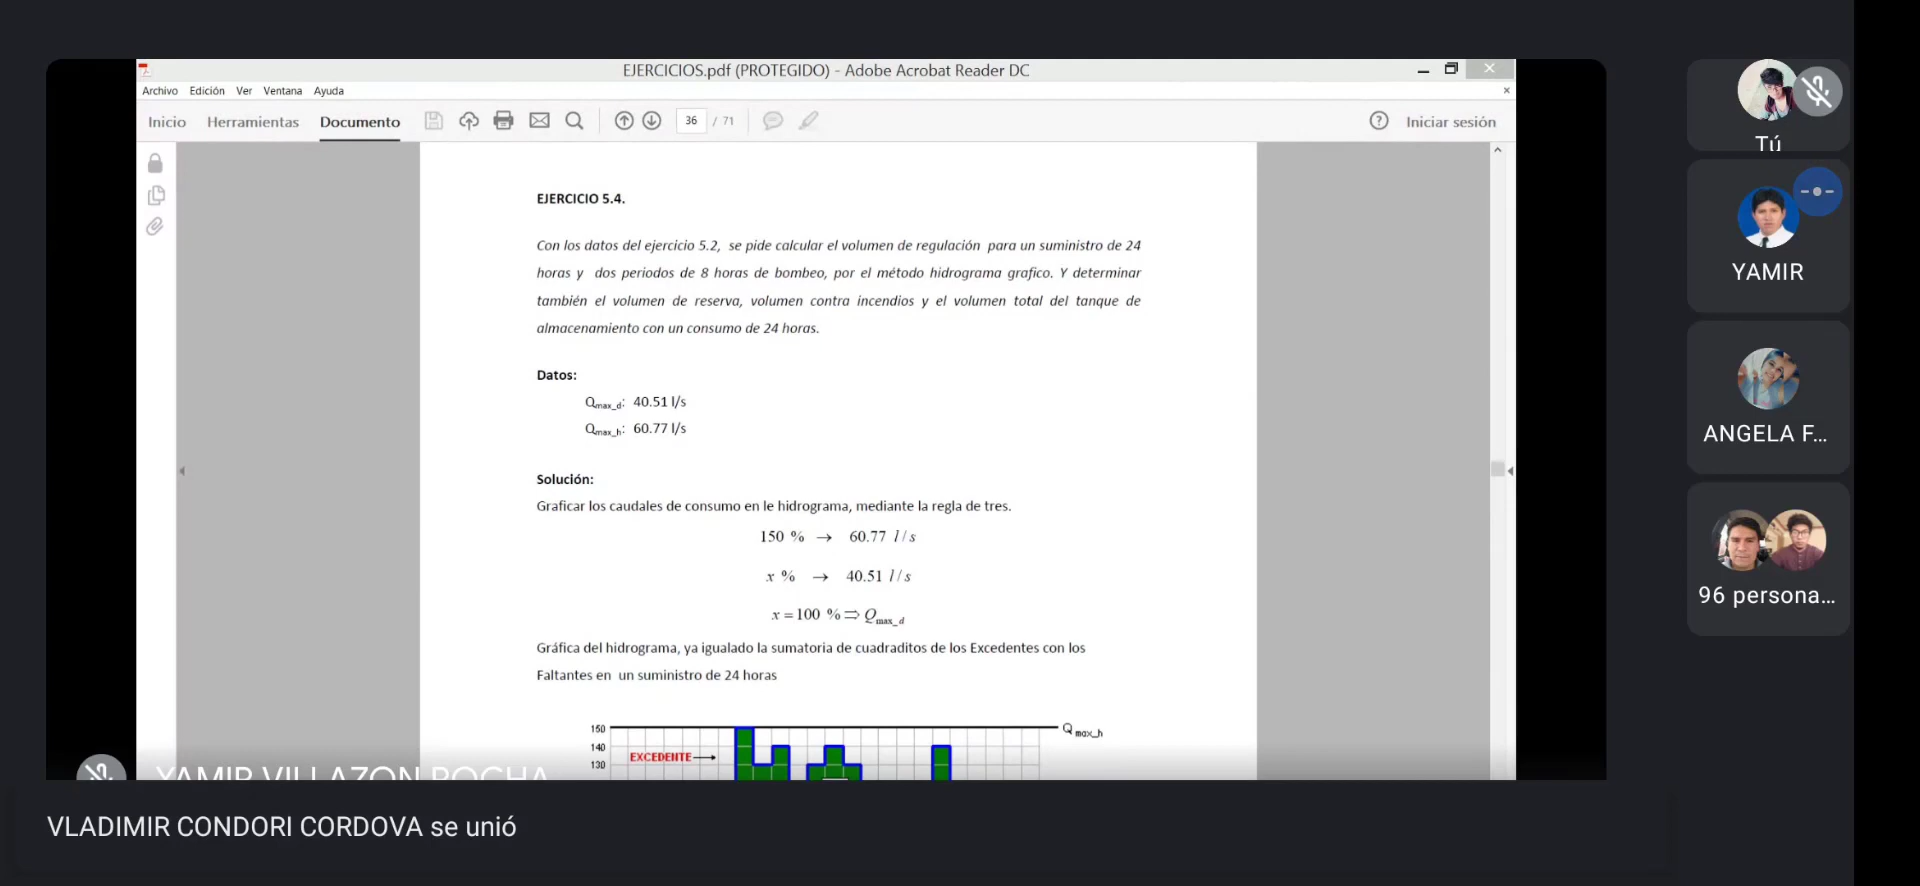 EJERCICIOS.pdf (PROTEGIDO) - Adobe Acrobat Reader DC
Archivo Edición Ver Ventana Ayuda
Inicio Herramientas Documento 36 / 71 Iniciar sesión
EJERCICIO 5.4.
Con los datos del ejercicio 5.2, se pide calcular el volumen de regulación para un suministro de 24
horas y dos periodos de 8 horas de bombeo, por el método hidrograma grafico. Y determinar
también el volumen de reserva, volumen contra incendios y el volumen total del tanque de
almacenamiento con un consumo de 24 horas.
Datos:
Qmax_d: 40.51 l/s
Qmax_h: 60.77 l/s
Solución:
Graficar los caudales de consumo en le hidrograma, mediante la regla de tres.
150 % → 60.77 l/s
x % → 40.51 l/s
x = 100 % ⇒ Qmax_d
Gráfica del hidrograma, ya igualado la sumatoria de cuadraditos de los Excedentes con los
Faltantes en un suministro de 24 horas
150 Qmax_h
140
EXCEDENTE
130
YAMIR VILLAZON ROCHA
VLADIMIR CONDORI CORDOVA se unió
Tú
YAMIR
ANGELA F...
96 persona...